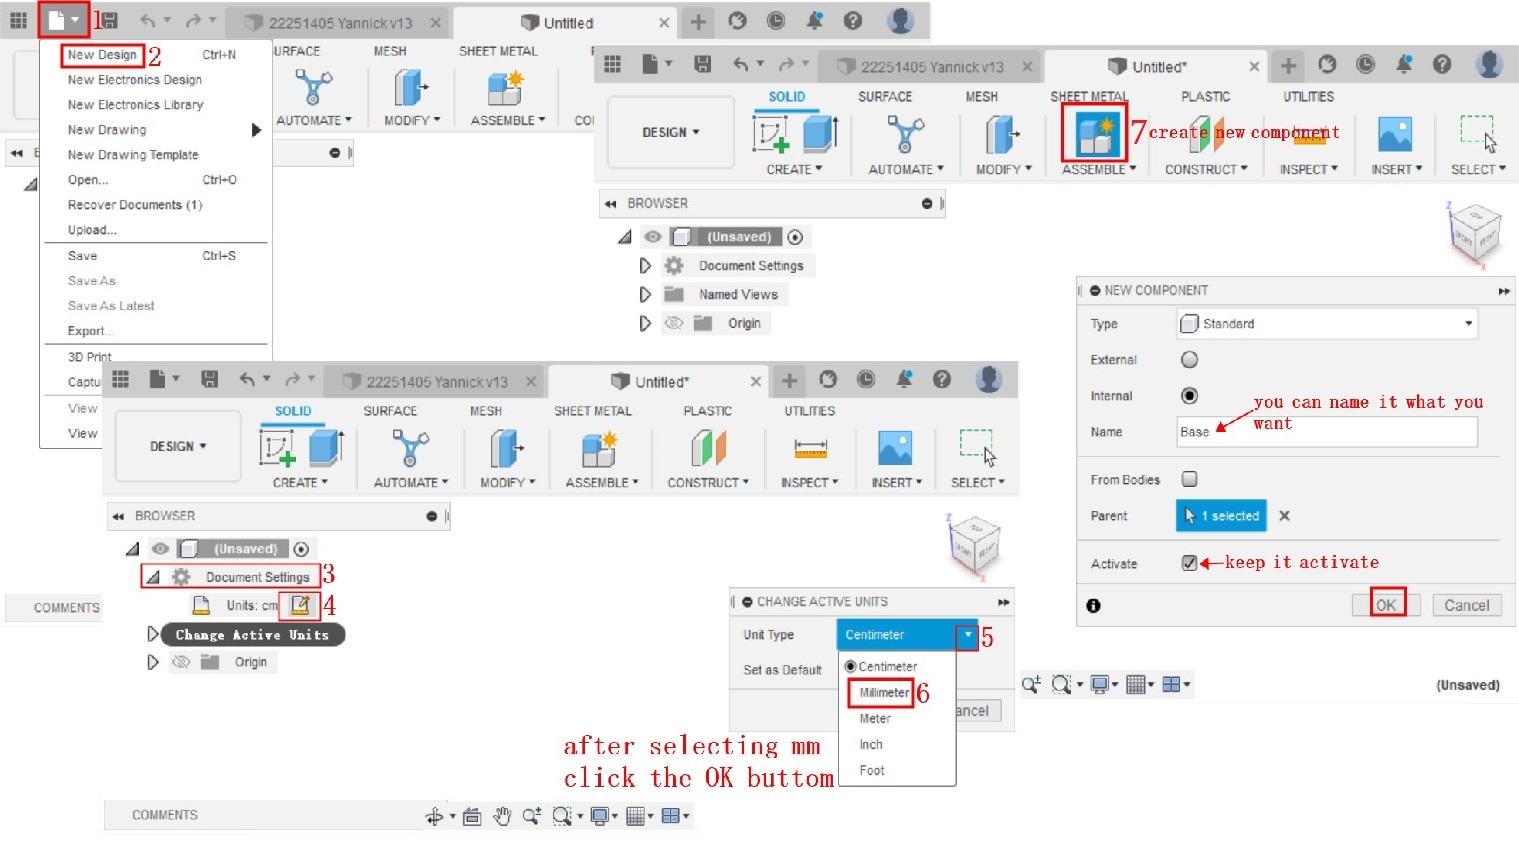 1
22251405 Yannick v13
Untitled
New Design
2
Ctrl+N
New Electronics Design
New Electronics Library
New Drawing
New Drawing Template
Open...
Ctrl+O
Recover Documents (1)
Upload...
Save
Ctrl+S
Save As
Save As Latest
Export...
3D Print
View
View
MESH
SHEET METAL
AUTOMATE
MODIFY
ASSEMBLE
COMMENTS
22251405 Yannick v13
Untitled*
SOLID
SURFACE
MESH
SHEET METAL
PLASTIC
UTILITIES
DESIGN
7
create new component
CREATE
AUTOMATE
MODIFY
ASSEMBLE
CONSTRUCT
INSPECT
INSERT
SELECT
BROWSER
(Unsaved)
Document Settings
Named Views
Origin
Z
X
NEW COMPONENT
Type
Standard
External
Internal
you can name it what you
want
Name
Base
From Bodies
Parent
1 selected
Activate
keep it activate
OK
Cancel
(Unsaved)
22251405 Yannick v13
Untitled*
SOLID
SURFACE
MESH
SHEET METAL
PLASTIC
UTILITIES
DESIGN
CREATE
AUTOMATE
MODIFY
ASSEMBLE
CONSTRUCT
INSPECT
INSERT
SELECT
BROWSER
(Unsaved)
Document Settings
3
Units: cm
4
Change Active Units
Origin
Z
X
CHANGE ACTIVE UNITS
Unit Type
Centimeter
5
Set as Default
Centimeter
Millimeter
6
Meter
Inch
Foot
after selecting mm
click the OK buttom
COMMENTS